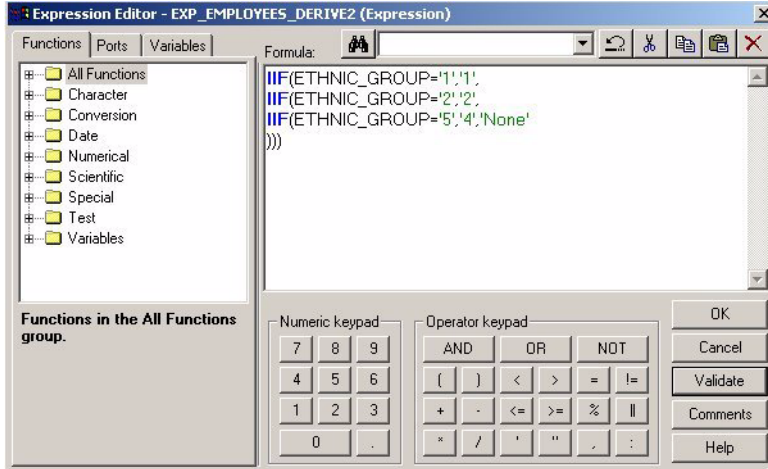 Expression Editor - EXP_EMPLOYEES_DERIVE2 (Expression)
Functions Ports Variables
Formula:
All Functions
Character
Conversion
Date
Numerical
Scientific
Special
Test
Variables
IIF(ETHNIC_GROUP='1','1',
IIF(ETHNIC_GROUP='2','2',
IIF(ETHNIC_GROUP='5','4','None'
)))
Functions in the All Functions
group.
Numeric keypad
7 8 9
4 5 6
1 2 3
0 .
Operator keypad
AND OR NOT
( ) < > = !=
+ - <= >= % ||
* / ' " , :
OK
Cancel
Validate
Comments
Help